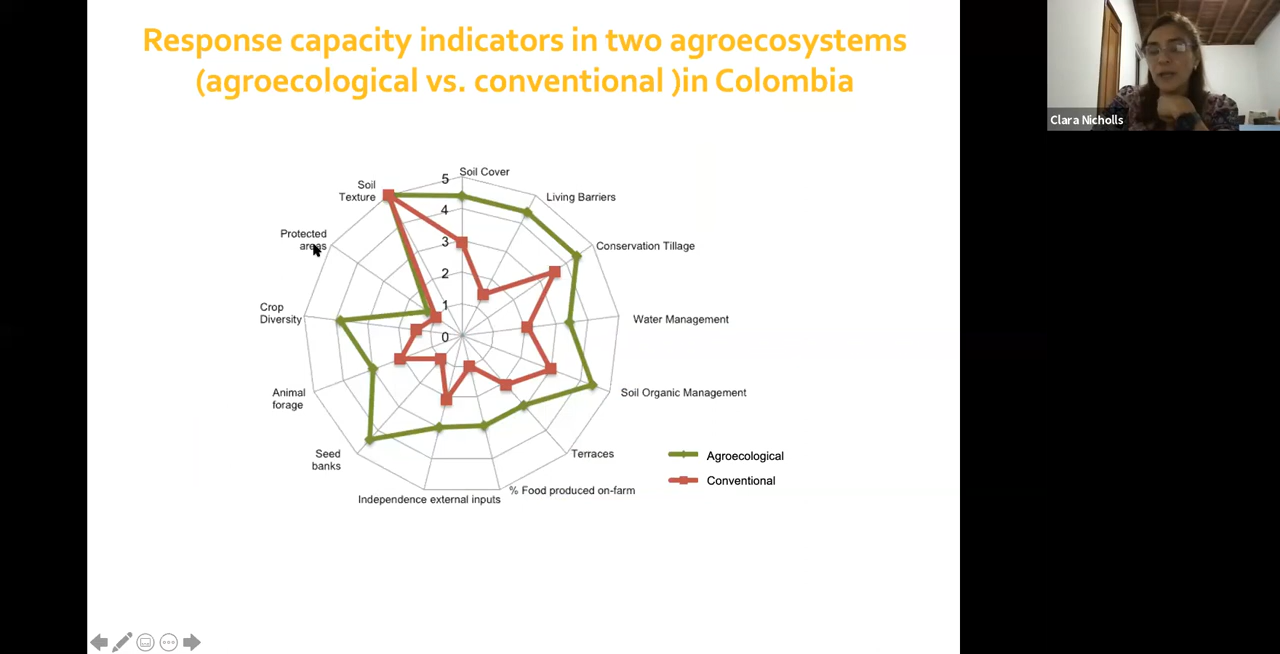 Response capacity indicators in two agroecosystems
(agroecological vs. conventional )in Colombia
Clara Nicholls
Soil Cover
Soil
Texture
Living Barriers
Protected
areas
Conservation Tillage
Crop
Diversity
Water Management
Animal
forage
Soil Organic Management
Seed
banks
Terraces
Independence external inputs
% Food produced on-farm
5
4
3
2
1
0
Agroecological
Conventional